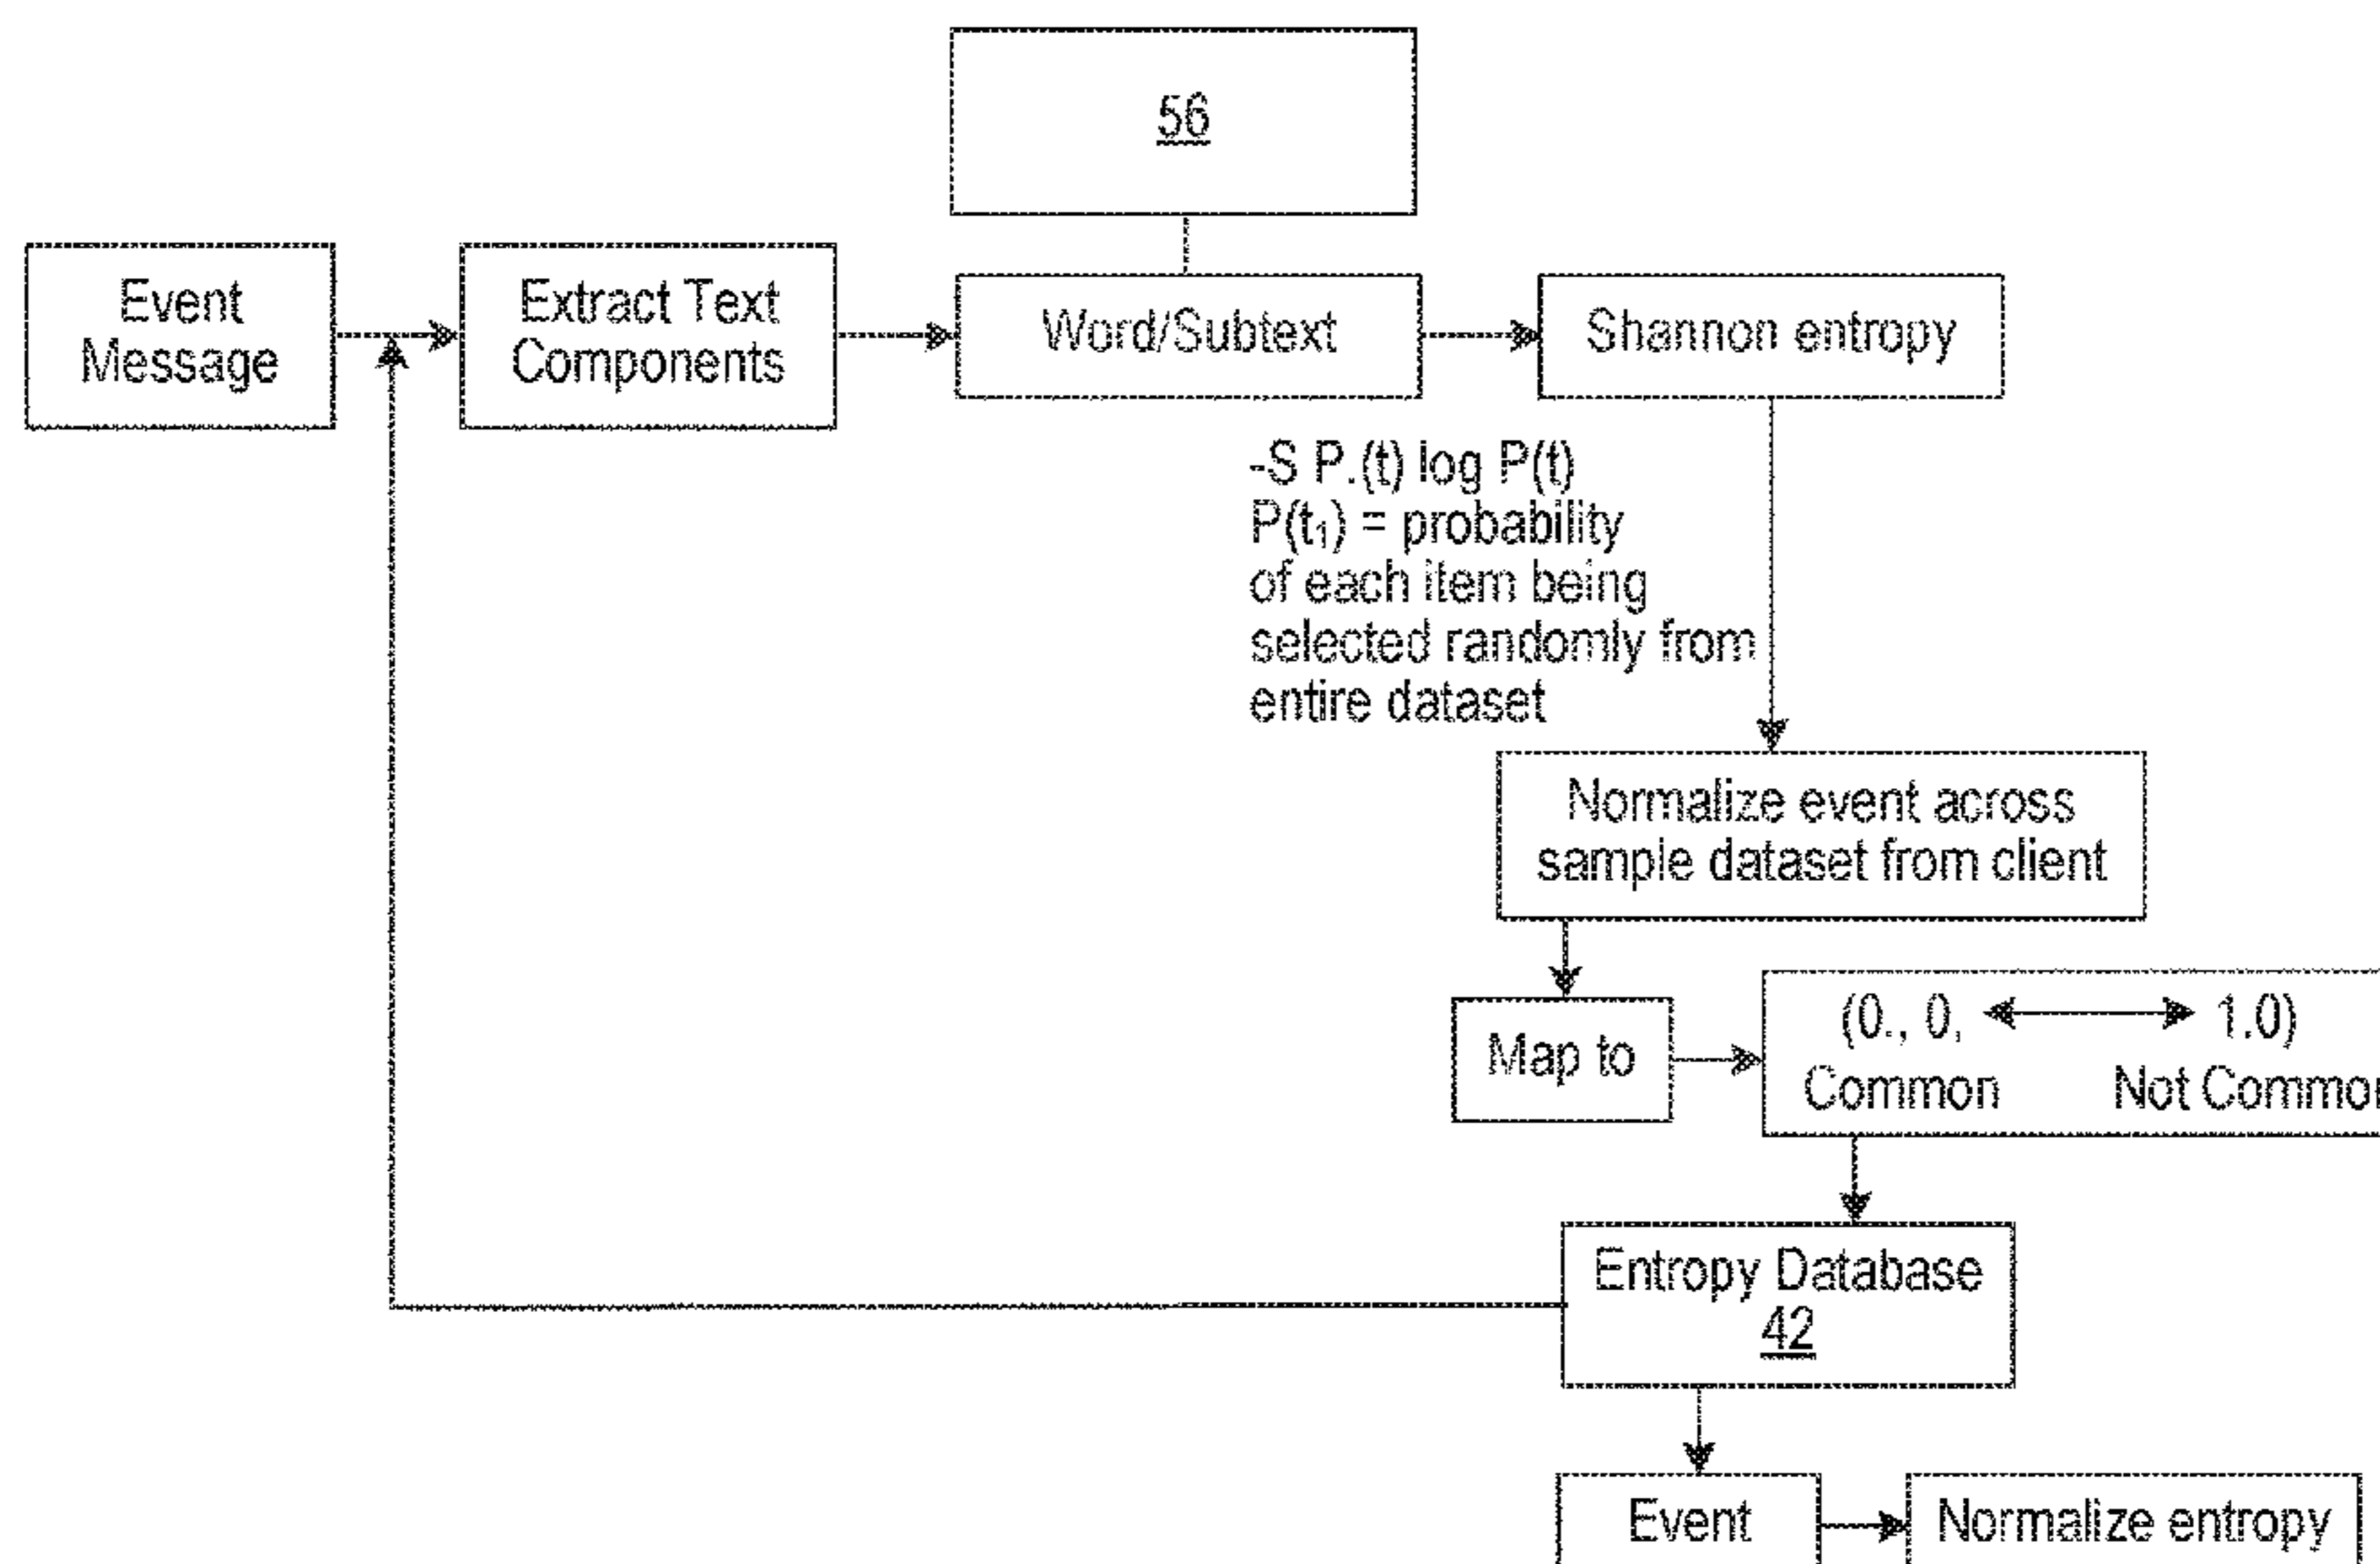 56
Event
Message
Extract Text
Components
Word/Subtext
Shannon entropy
-S P.(t) log P(t)
P(t₁) = probability
of each item being
selected randomly from
entire dataset
Normalize event across
sample dataset from client
Map to
(0., 0, 1.0)
Common Not Common
Entropy Database
42
Event
Normalize entropy